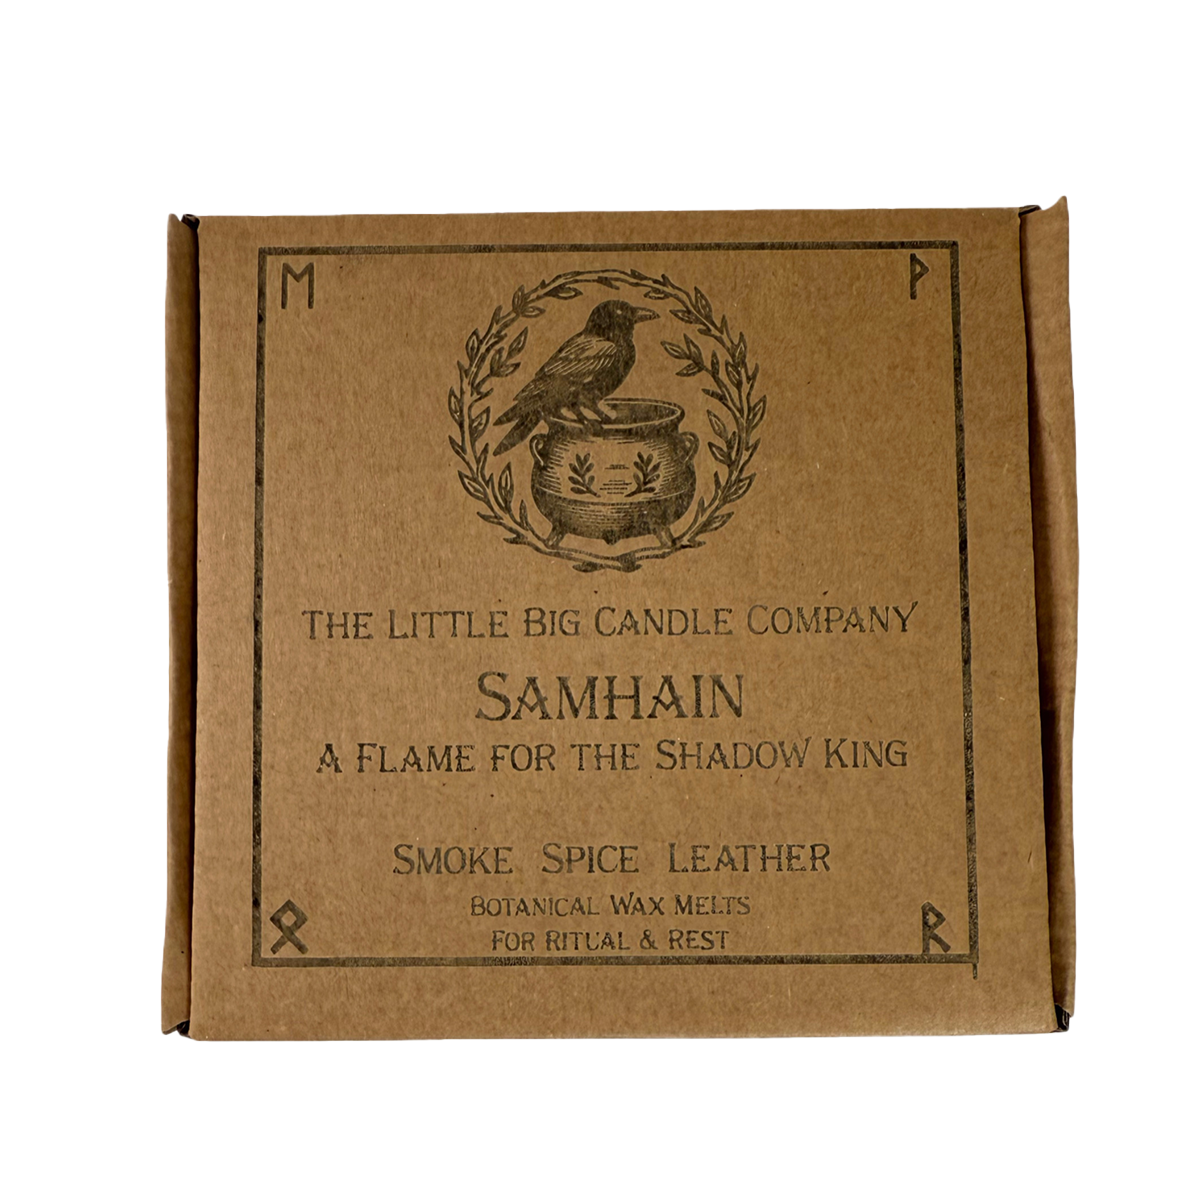 ᛖ ᚹ
THE LITTLE BIG CANDLE COMPANY
SAMHAIN
A FLAME FOR THE SHADOW KING
SMOKE SPICE LEATHER
BOTANICAL WAX MELTS
FOR RITUAL & REST
ᛟ ᚱ